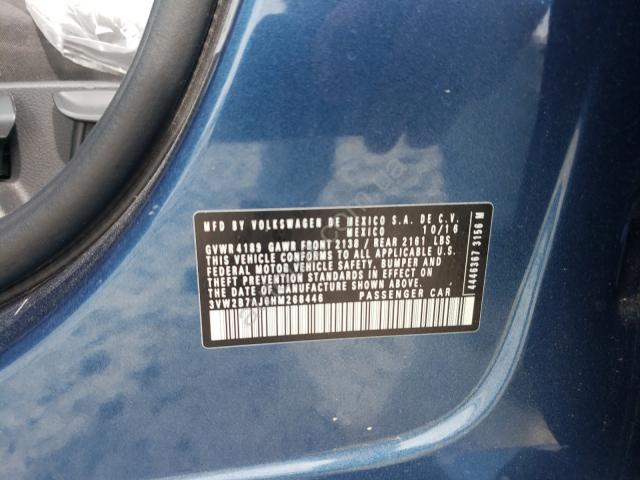 MFD BY VOLKSWAGEN DE MEXICO S.A. DE C.V.
MEXICO 10/16
GVWR 4189 GAWR FRONT 2138 / REAR 2161 LBS
THIS VEHICLE CONFORMS TO ALL APPLICABLE U.S.
FEDERAL MOTOR VEHICLE SAFETY, BUMPER AND
THEFT PREVENTION STANDARDS IN EFFECT ON
THE DATE OF MANUFACTURE SHOWN ABOVE.
3VW2B7AJ0HM268446 PASSENGER CAR
44463673156 M